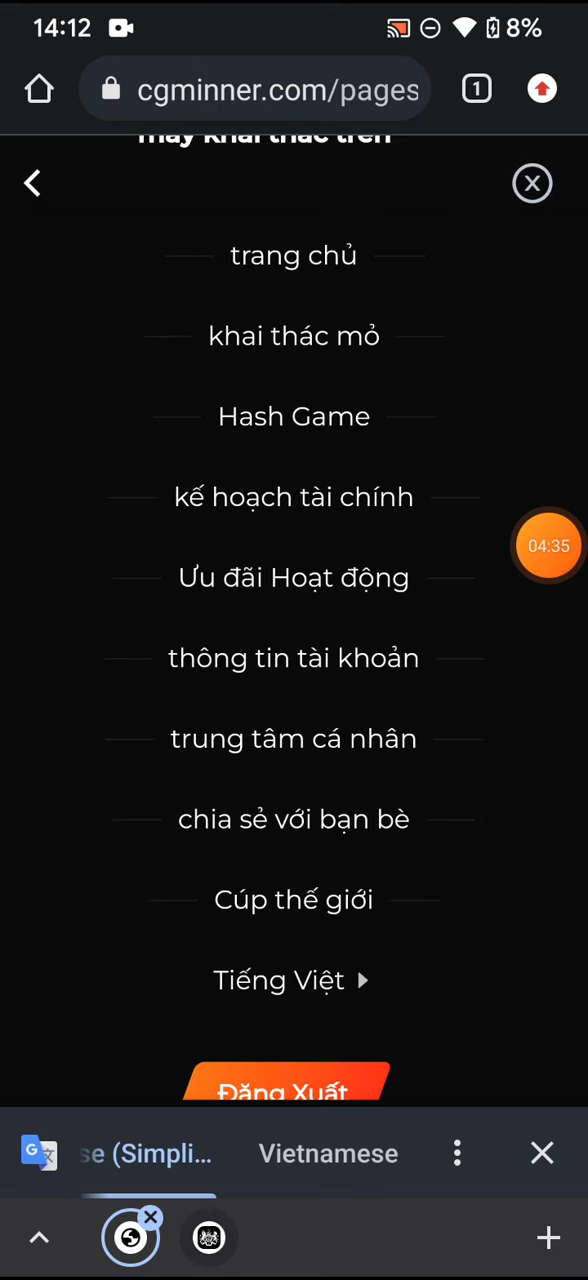 14:12
8%
cgminner.com/pages
1
máy khai thác trên
trang chủ
khai thác mỏ
Hash Game
kế hoạch tài chính
04:35
Ưu đãi Hoạt động
thông tin tài khoản
trung tâm cá nhân
chia sẻ với bạn bè
Cúp thế giới
Tiếng Việt
Đăng Xuất
se (Simpli... Vietnamese